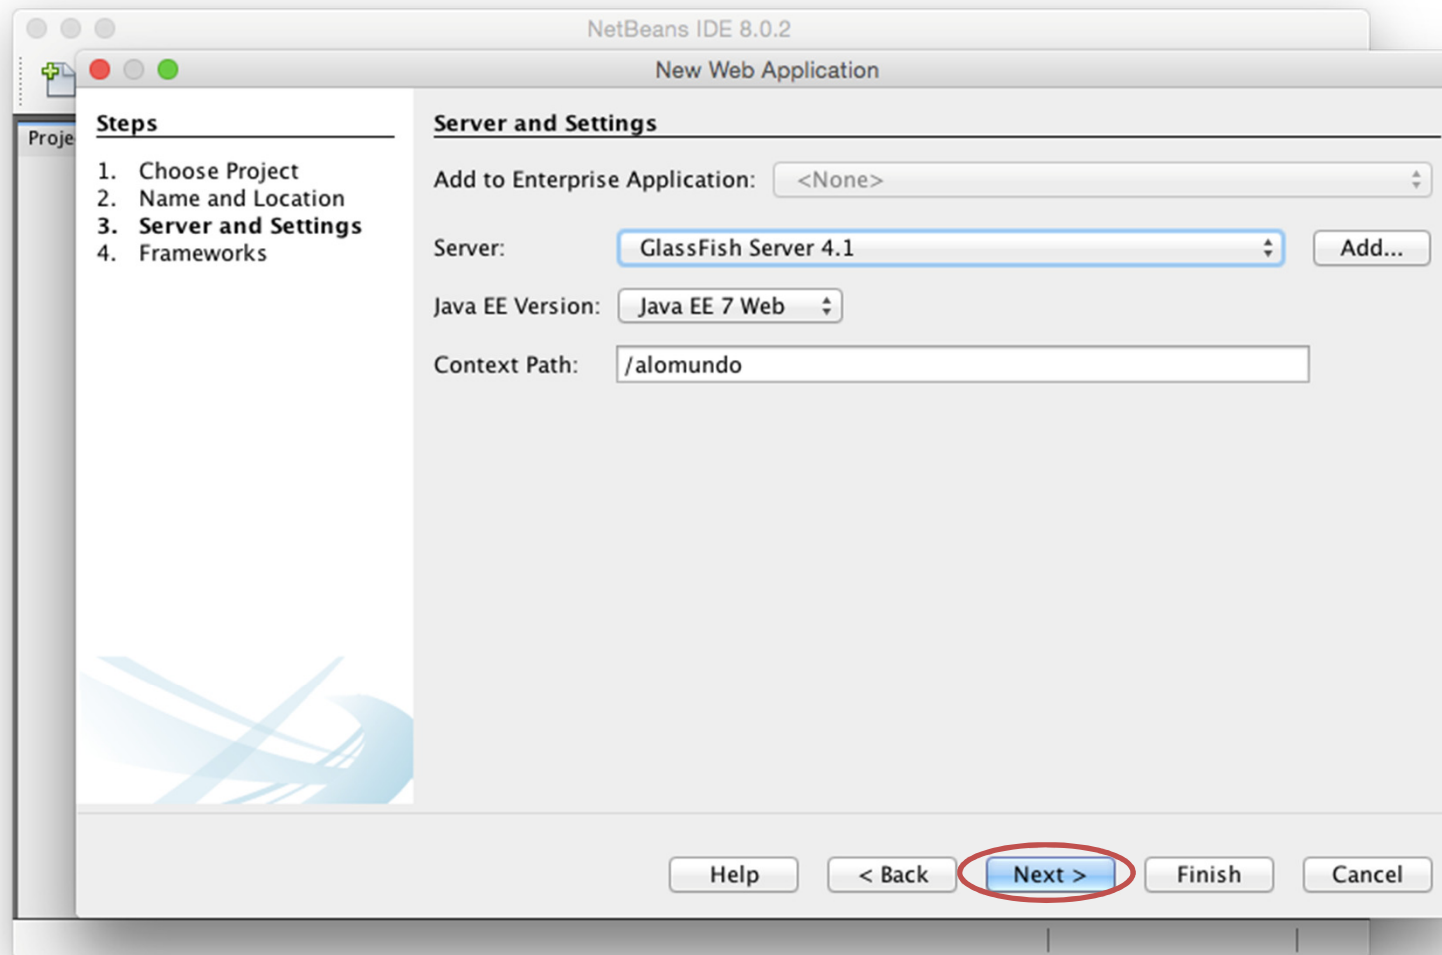 NetBeans IDE 8.0.2
New Web Application
Proje
Steps
1. Choose Project
2. Name and Location
3. Server and Settings
4. Frameworks
Server and Settings
Add to Enterprise Application: <None>
Server: GlassFish Server 4.1 Add...
Java EE Version: Java EE 7 Web
Context Path: /alomundo
Help < Back Next > Finish Cancel